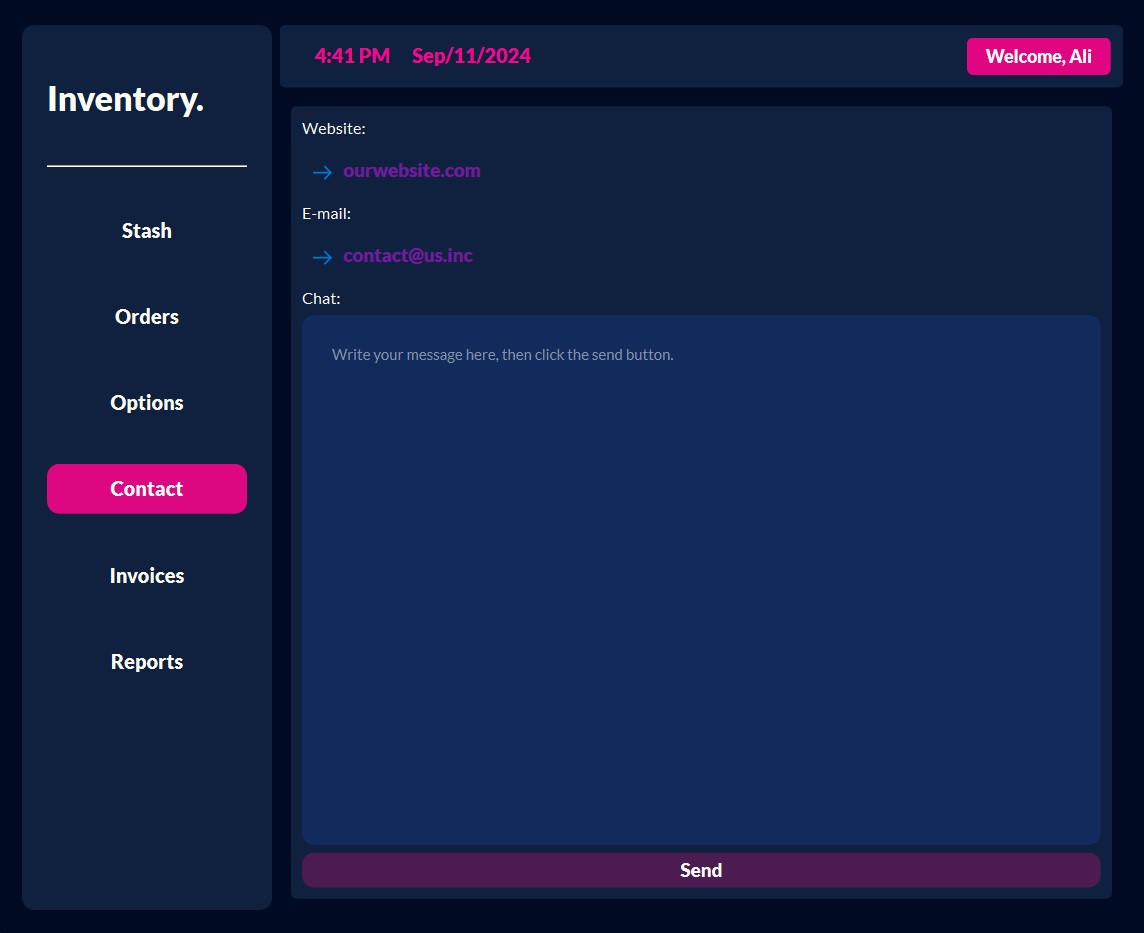 Inventory.
Stash
Orders
Options
Contact
Invoices
Reports
4:41 PM Sep/11/2024
Welcome, Ali
Website:
→ ourwebsite.com
E-mail:
→ contact@us.inc
Chat:
Write your message here, then click the send button.
Send